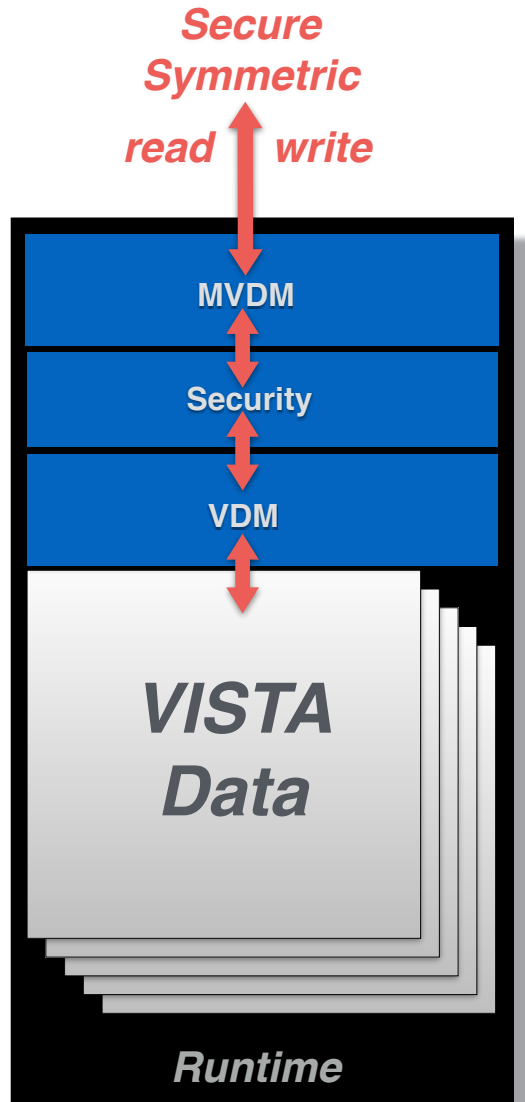 Secure
Symmetric
read write
MVDM
Security
VDM
VISTA
Data
Runtime